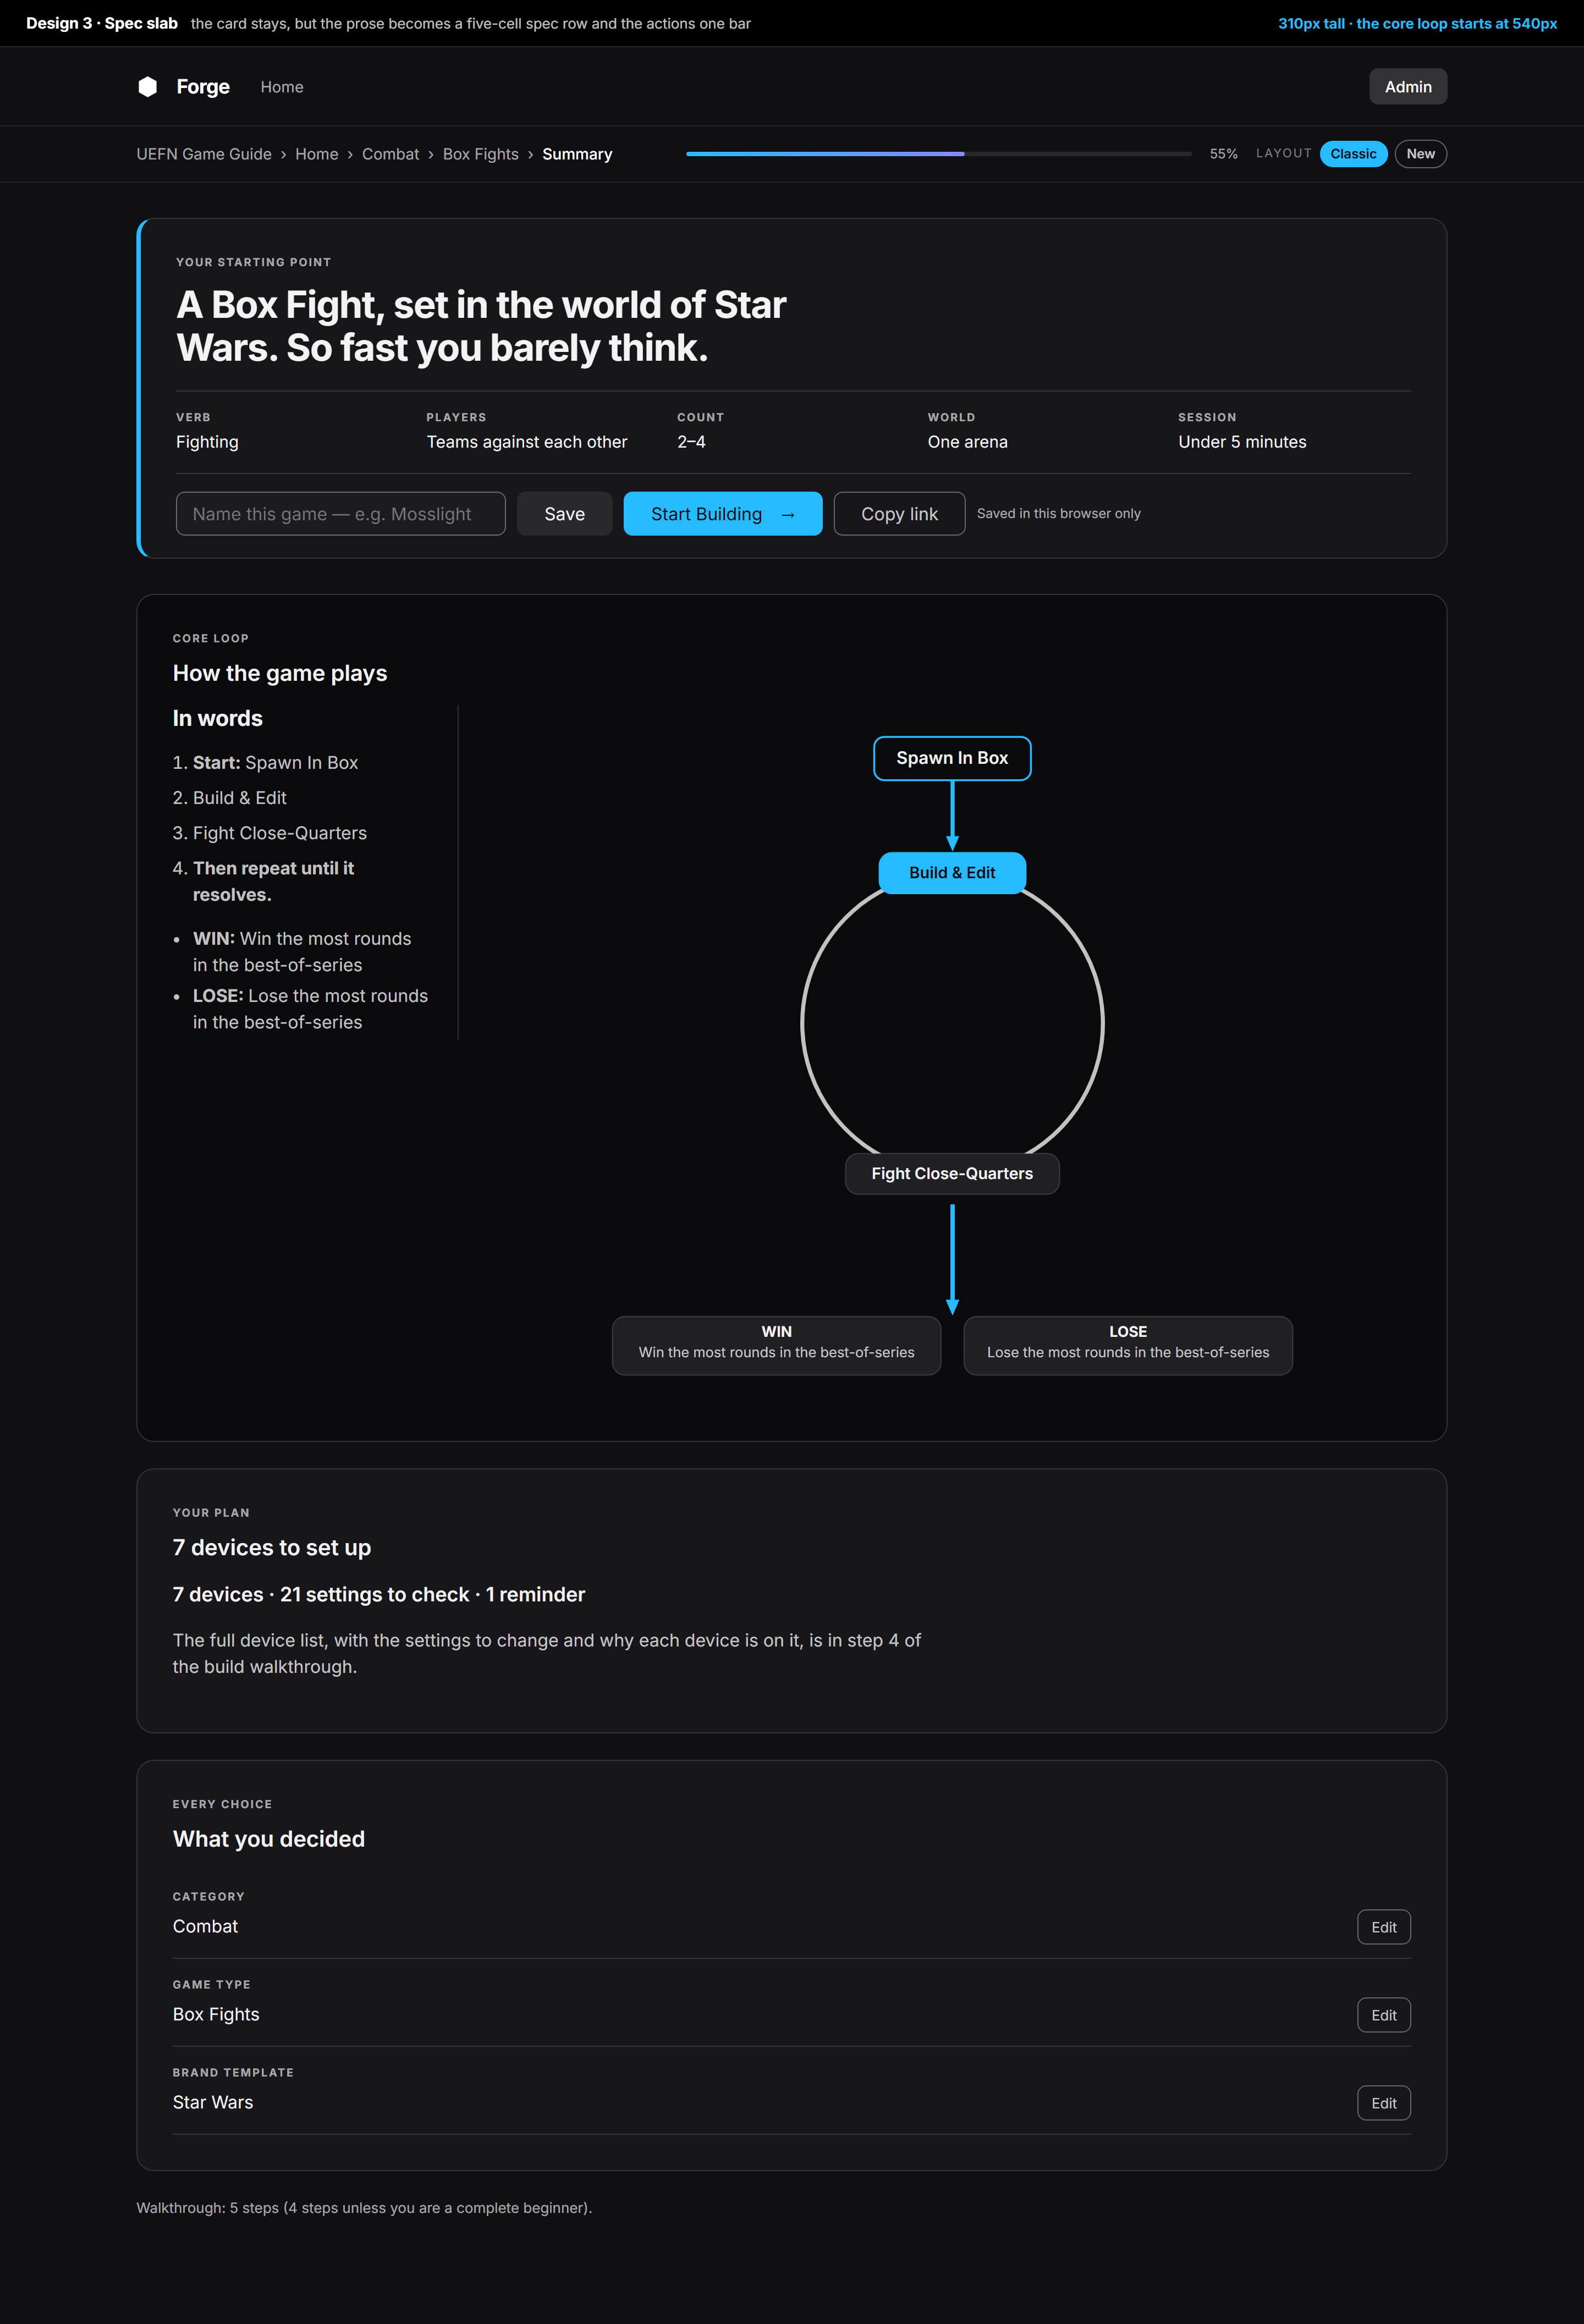 Design 3 · Spec slab the card stays, but the prose becomes a five-cell spec row and the actions one bar 310px tall · the core loop starts at 540px
Forge Home Admin
UEFN Game Guide › Home › Combat › Box Fights › Summary 55% LAYOUT Classic New
YOUR STARTING POINT
A Box Fight, set in the world of Star
Wars. So fast you barely think.
VERB PLAYERS COUNT WORLD SESSION
Fighting Teams against each other 2–4 One arena Under 5 minutes
Name this game — e.g. Mosslight Save Start Building → Copy link Saved in this browser only
CORE LOOP
How the game plays
In words
1. Start: Spawn In Box
2. Build & Edit
3. Fight Close-Quarters
4. Then repeat until it
resolves.
• WIN: Win the most rounds
in the best-of-series
• LOSE: Lose the most rounds
in the best-of-series
Spawn In Box
Build & Edit
Fight Close-Quarters
WIN
Win the most rounds in the best-of-series
LOSE
Lose the most rounds in the best-of-series
YOUR PLAN
7 devices to set up
7 devices · 21 settings to check · 1 reminder
The full device list, with the settings to change and why each device is on it, is in step 4 of
the build walkthrough.
EVERY CHOICE
What you decided
CATEGORY
Combat Edit
GAME TYPE
Box Fights Edit
BRAND TEMPLATE
Star Wars Edit
Walkthrough: 5 steps (4 steps unless you are a complete beginner).